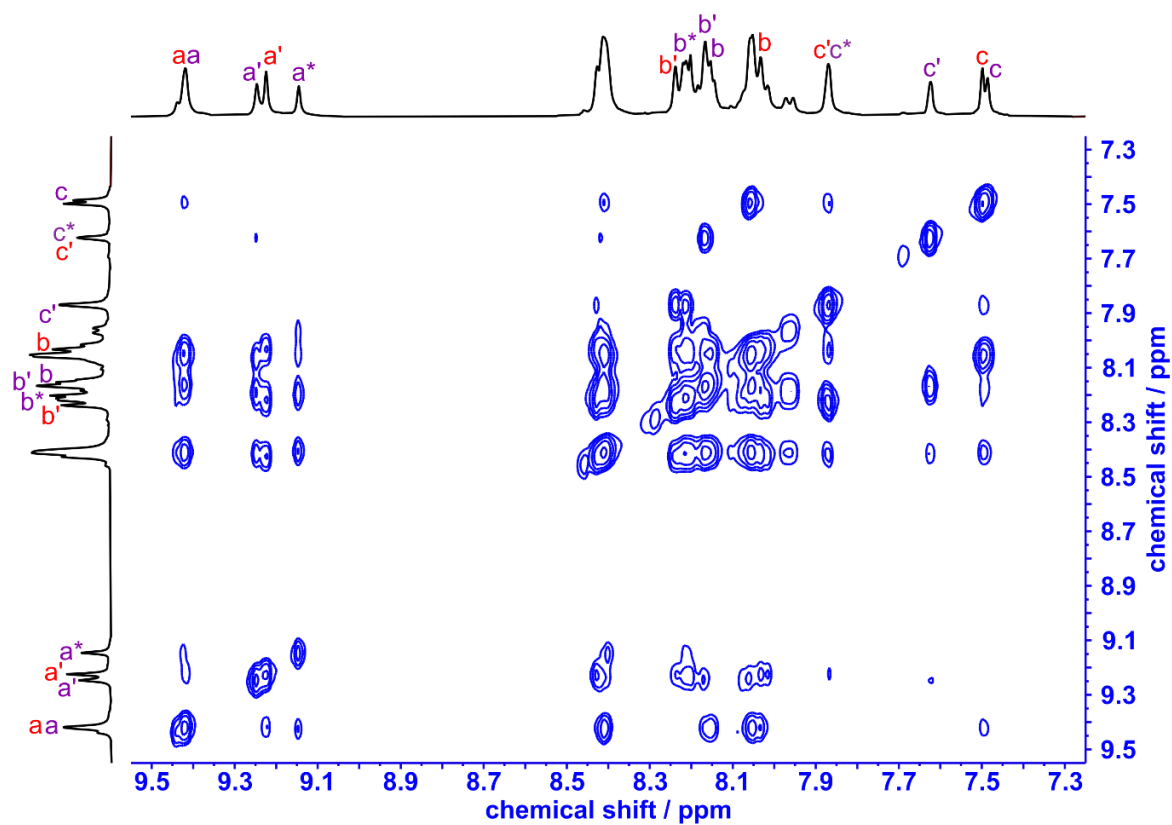 aa
a'
a'
a*
b'
b*
b'
b
b
c'c*
c'
c
c
c
c*
c'
c'
b
b
b'
b*
b'
a*
a'
a'
aa
7.3
7.5
7.7
7.9
8.1
8.3
8.5
8.7
8.9
9.1
9.3
9.5
chemical shift / ppm
9.5 9.3 9.1 8.9 8.7 8.5 8.3 8.1 7.9 7.7 7.5 7.3
chemical shift / ppm